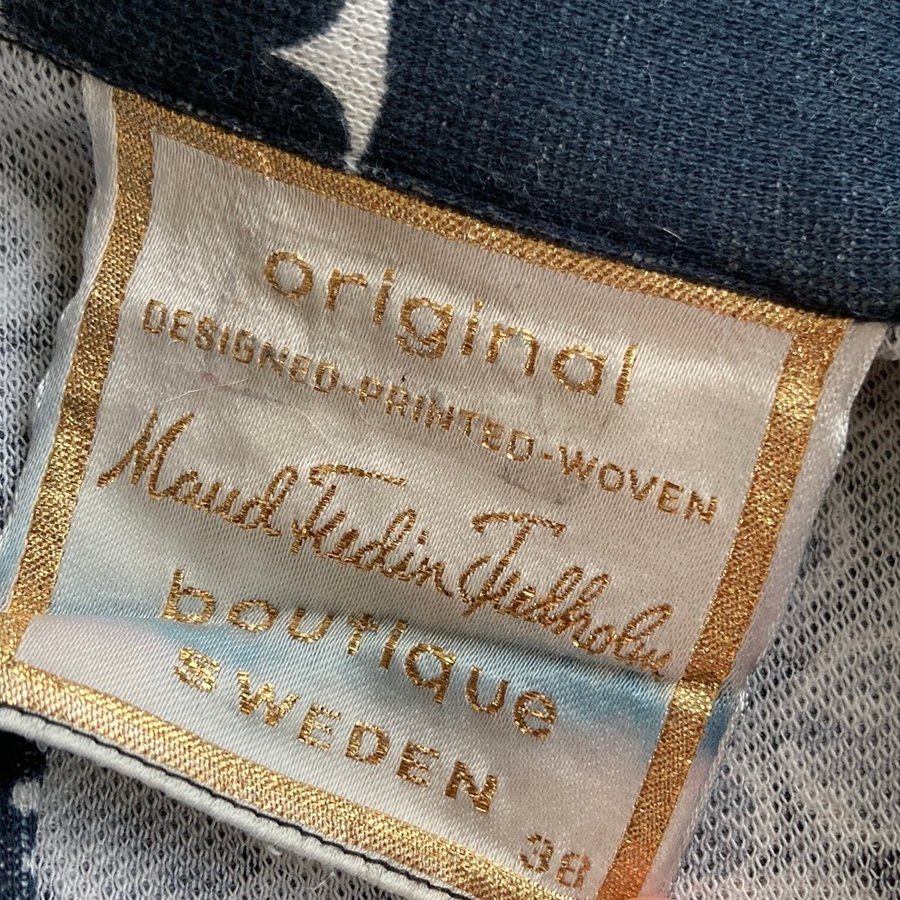 original
DESIGNED-PRINTED-WOVEN
Maud Fredin Fredholm
boutique
SWEDEN
38